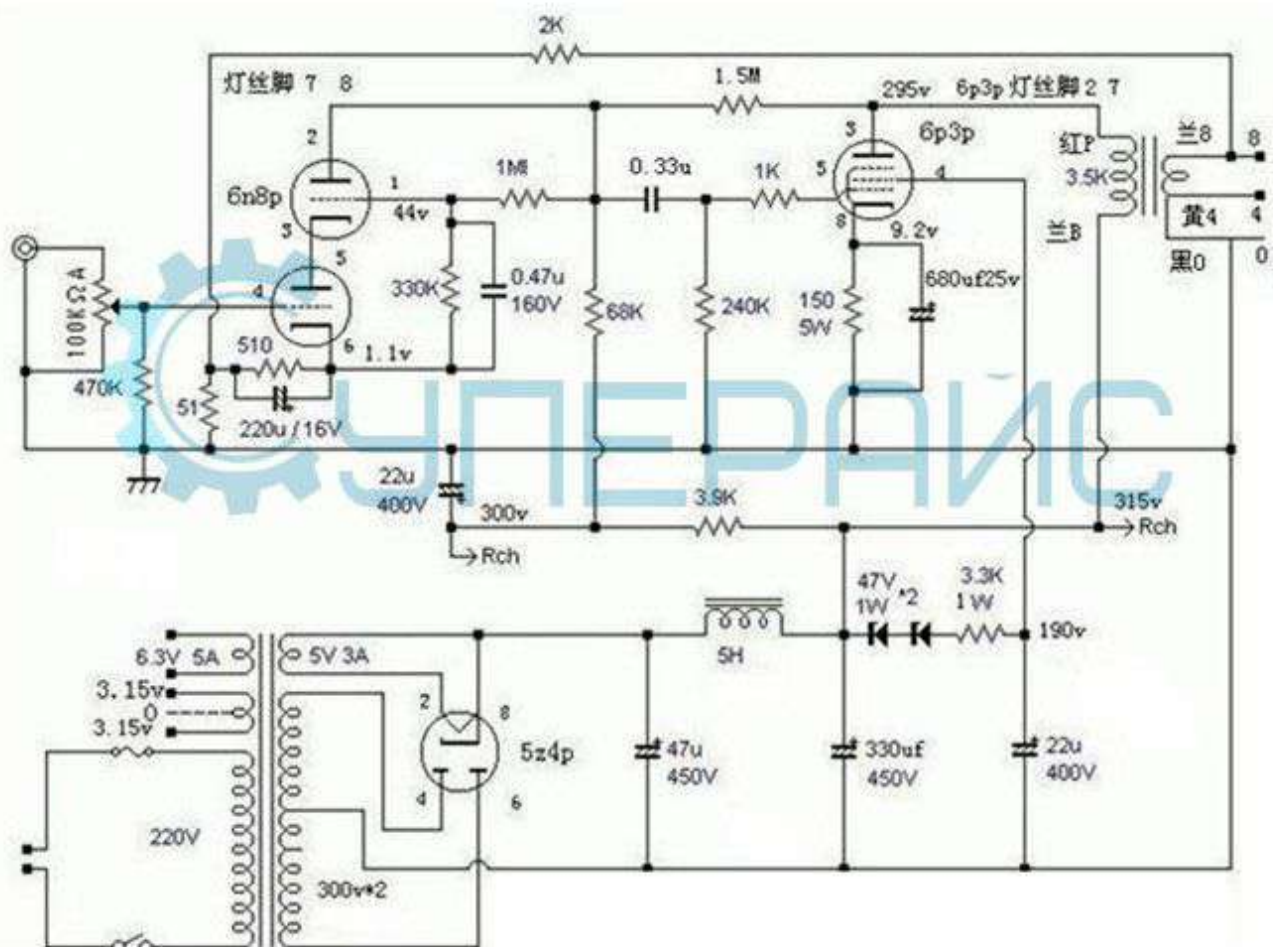 2K
灯丝脚 7 8
1.5M
295v
6p3p 灯丝脚 2 7
2
3
6p3p
红P
兰8
8
6n8p
1
1M
0.33u
1K
5
4
3.5K
44v
黄4
4
3
8
9.2v
兰B
黑0
0
5
100KΩA
4
330K
0.47u
160V
68K
240K
150
5W
680uf25v
510
6
1.1v
470K
51
220u/16V
УПЕРАЙС
22u
400V
300v
3.9K
315v
Rch
Rch
47V
1W
*2
3.3K
1W
190v
5H
6.3V 5A
5V 3A
3.15v
0
3.15v
2
8
5z4p
4
6
47u
450V
330uf
450V
22u
400V
220V
300v*2